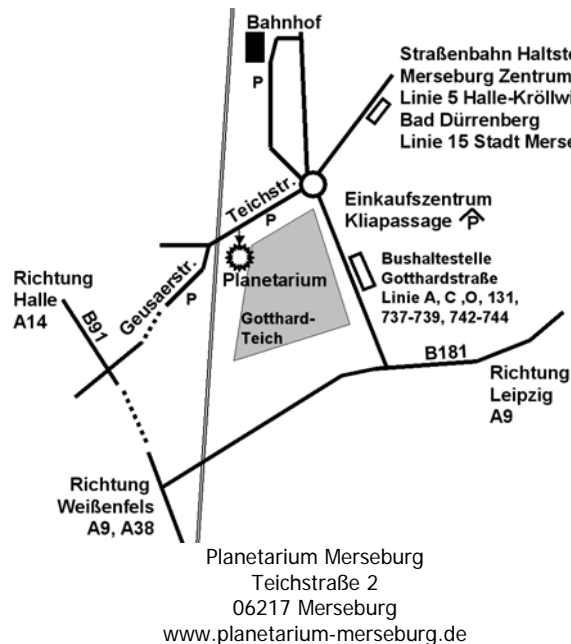 Bahnhof
P
Straßenbahn Haltste
Merseburg Zentrum
Linie 5 Halle-Kröllwi
Bad Dürrenberg
Linie 15 Stadt Merse
Teichstr.
P
Einkaufszentrum
Kliapassage P
Geusaerstr.
P
Planetarium
Bushaltestelle
Gotthardstraße
Linie A, C ,O, 131,
737-739, 742-744
Gotthard-
Teich
Richtung
Halle
A14
B91
B181
Richtung
Leipzig
A9
Richtung
Weißenfels
A9, A38
Planetarium Merseburg
Teichstraße 2
06217 Merseburg
www.planetarium-merseburg.de